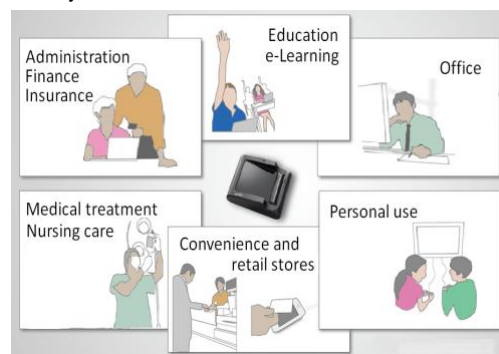 Administration
Finance
Insurance
Education
e-Learning
Office
Medical treatment
Nursing care
Convenience and
retail stores
Personal use